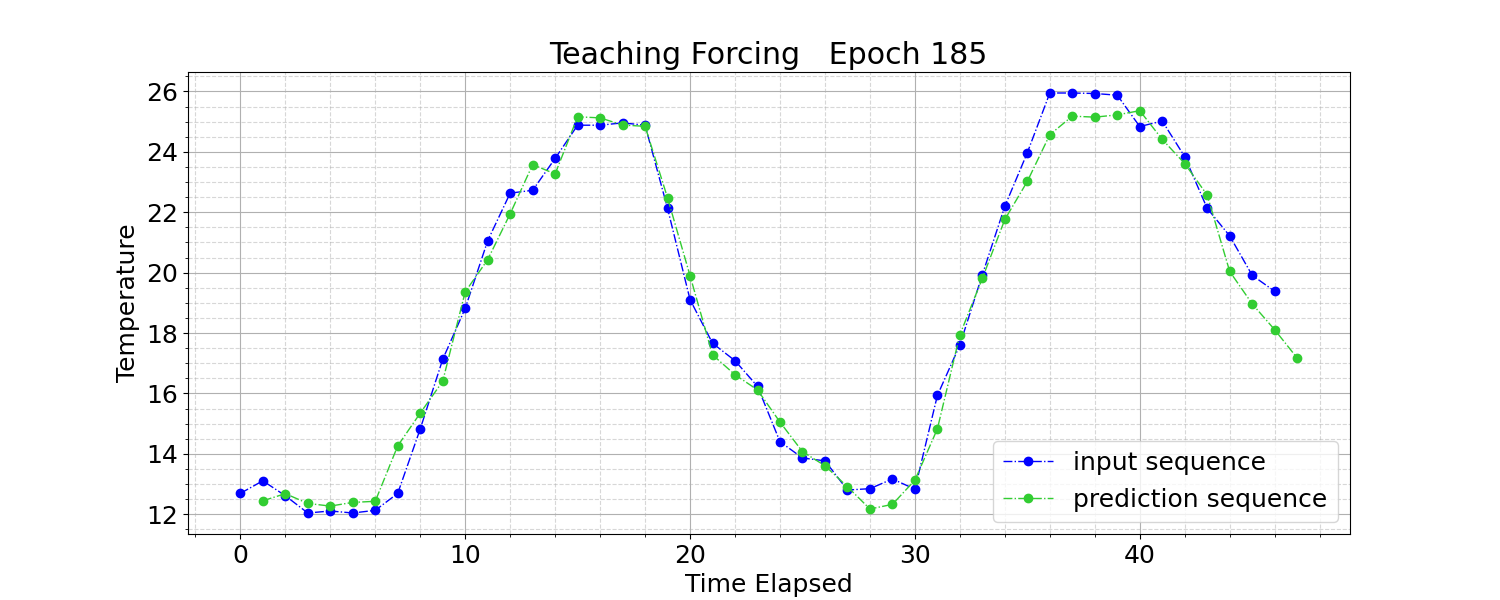 Teaching Forcing   Epoch 185
26
24
22
20
18
16
14
12
Temperature
input sequence
prediction sequence
0 10 20 30 40
Time Elapsed